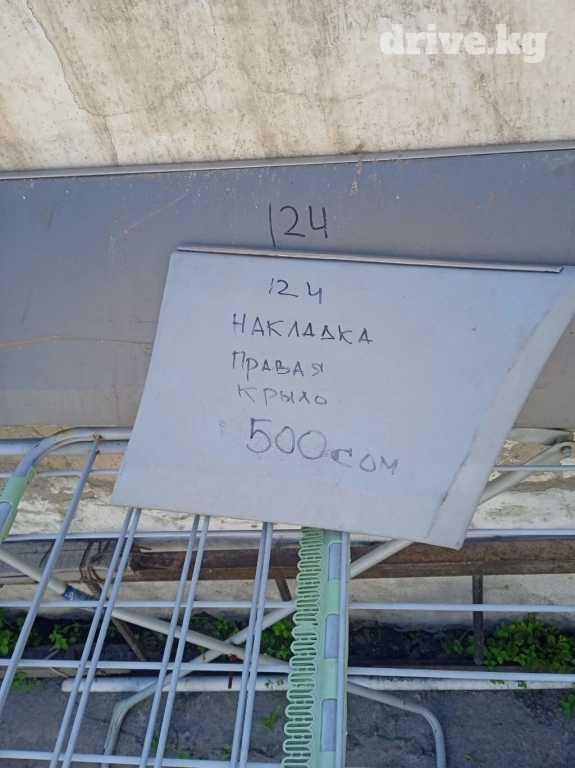 drive.kg
124
124
НАКЛАДКА
ПРАВАЯ
КРЫЛО
500 СОМ